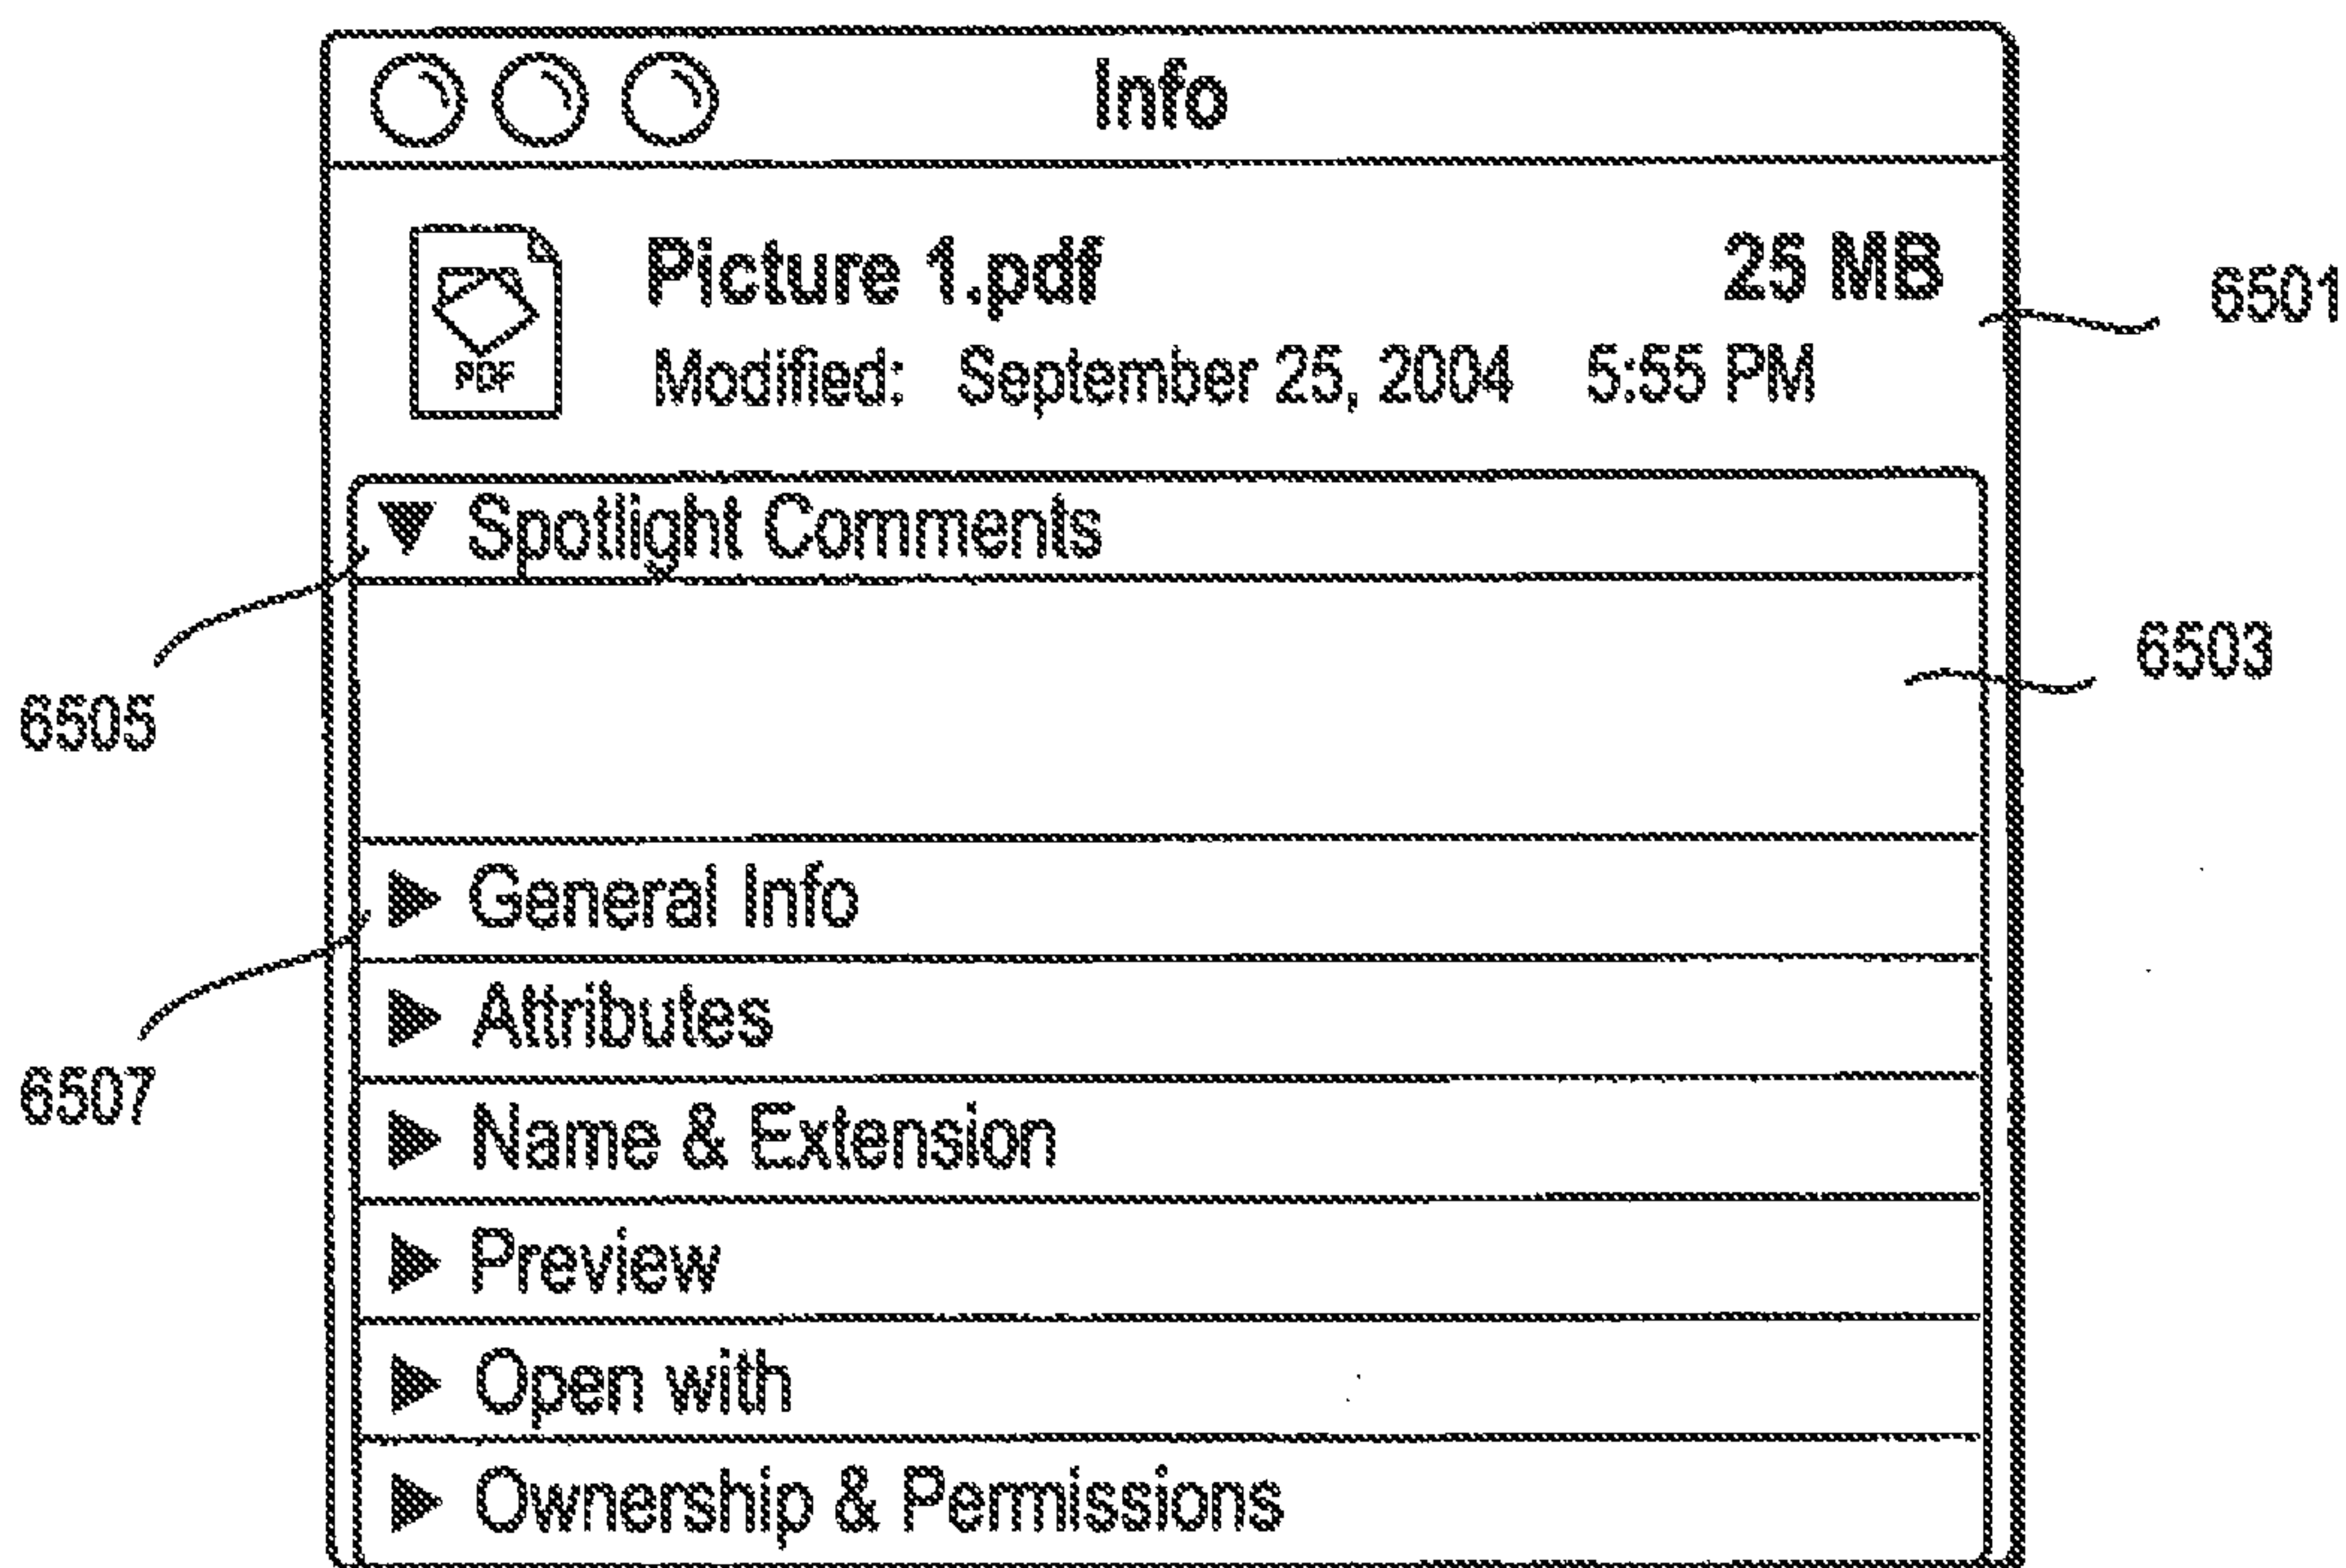 Info
Picture 1.pdf 25 MB
6501
PDF
Modified: September 25, 2004 5:55 PM
Spotlight Comments
6503
6505
General Info
Attributes
6507
Name & Extension
Preview
Open with
Ownership & Permissions